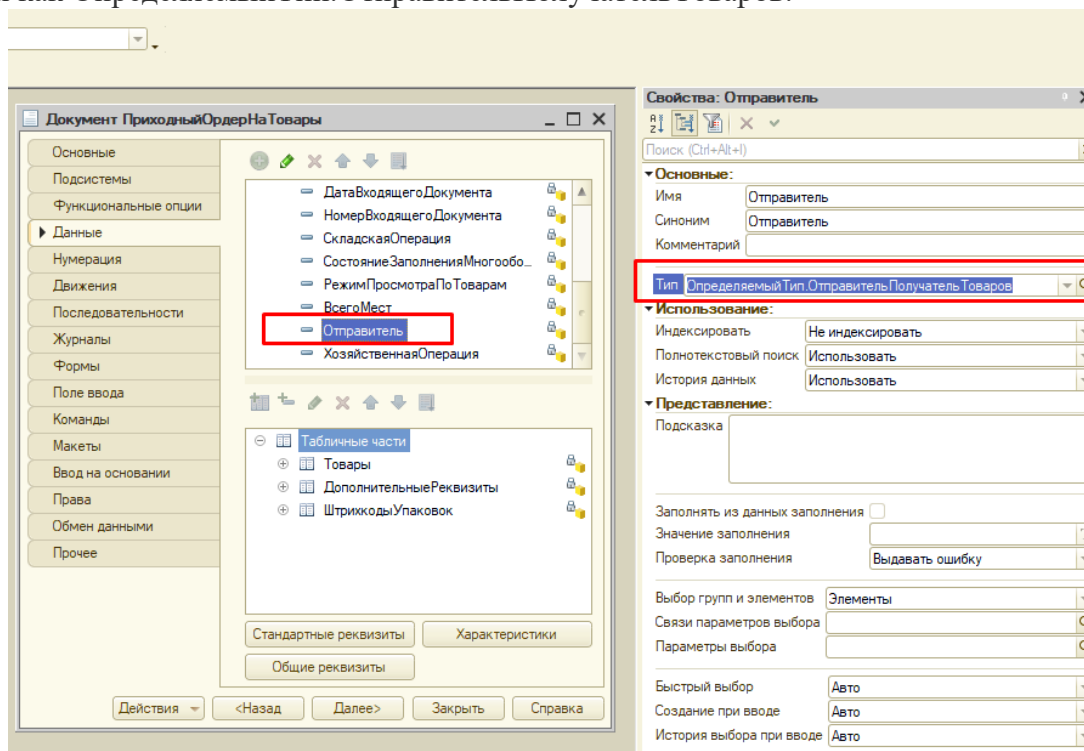 как ОпределяемыйТип.ОтправительПолучательТоваров.
Документ ПриходныйОрдерНаТовары
Основные
Подсистемы
Функциональные опции
Данные
Нумерация
Движения
Последовательности
Журналы
Формы
Поле ввода
Команды
Макеты
Ввод на основании
Права
Обмен данными
Прочее
ДатаВходящегоДокумента
НомерВходящегоДокумента
СкладскаяОперация
СостояниеЗаполненияМногообо...
РежимПросмотраПоТоварам
ВсегоМест
Отправитель
ХозяйственнаяОперация
Табличные части
Товары
ДополнительныеРеквизиты
ШтрихкодыУпаковок
Стандартные реквизиты Характеристики
Общие реквизиты
Действия <Назад Далее> Закрыть Справка
Свойства: Отправитель
Поиск (Ctrl+Alt+I)
Основные:
Имя Отправитель
Синоним Отправитель
Комментарий
Тип ОпределяемыйТип.ОтправительПолучательТоваров
Использование:
Индексировать Не индексировать
Полнотекстовый поиск Использовать
История данных Использовать
Представление:
Подсказка
Заполнять из данных заполнения
Значение заполнения
Проверка заполнения Выдавать ошибку
Выбор групп и элементов Элементы
Связи параметров выбора
Параметры выбора
Быстрый выбор Авто
Создание при вводе Авто
История выбора при вводе Авто